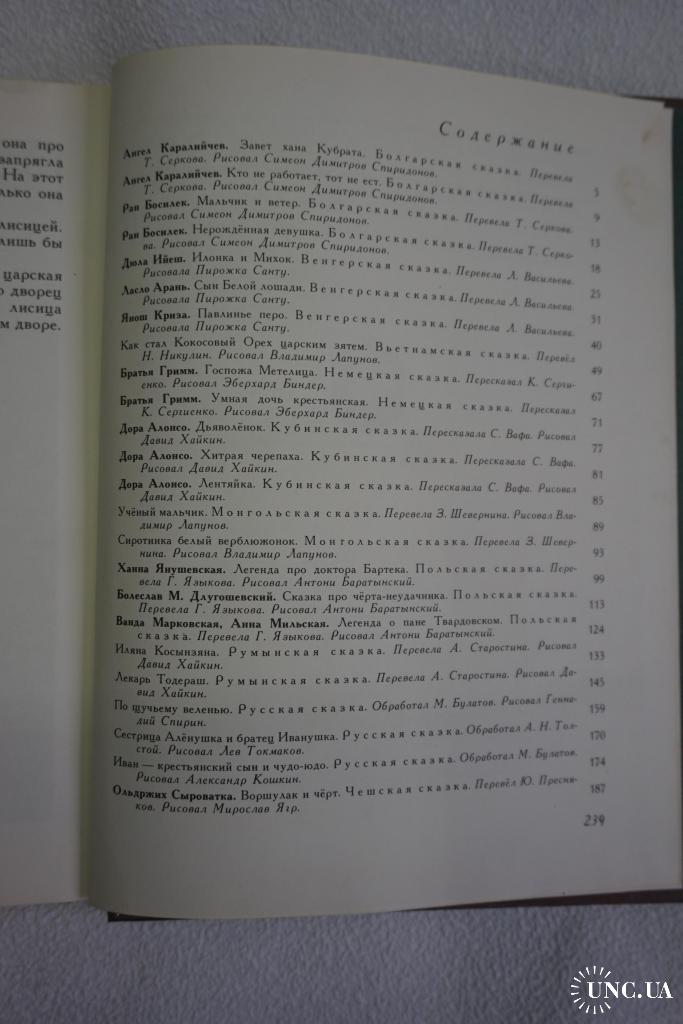 она про
запрягла
На этот
лько она
лисицей.
лишь бы
царская
о дворец
лисица
м дворе.
Содержание
Ангел Каралийчев. Завет хана Кубрата. Болгарская сказка. Перевела
Т. Серкова. Рисовал Симеон Димитров Спиридонов. 5
Ангел Каралийчев. Кто не работает, тот не ест. Болгарская сказка. Перевела
Т. Серкова. Рисовал Симеон Димитров Спиридонов. 9
Ран Босилек. Мальчик и ветер. Болгарская сказка. Перевела Т. Серкова.
Рисовал Симеон Димитров Спиридонов. 13
Ран Босилек. Нерождённая девушка. Болгарская сказка. Перевела Т. Серко-
ва. Рисовал Симеон Димитров Спиридонов. 18
Дюла Ийеш. Илонка и Михок. Венгерская сказка. Перевела Л. Васильева.
Рисовала Пирожка Санту. 25
Ласло Арань. Сын Белой лошади. Венгерская сказка. Перевела Л. Васильева.
Рисовала Пирожка Санту. 31
Янош Криза. Павлинье перо. Венгерская сказка. Перевела Л. Васильева.
Рисовала Пирожка Санту. 40
Как стал Кокосовый Орех царским зятем. Вьетнамская сказка. Перевёл
Н. Никулин. Рисовал Владимир Лапунов. 49
Братья Гримм. Госпожа Метелица. Немецкая сказка. Пересказал К. Серги-
енко. Рисовал Эберхард Биндер. 67
Братья Гримм. Умная дочь крестьянская. Немецкая сказка. Пересказал
К. Сергиенко. Рисовал Эберхард Биндер. 71
Дора Алонсо. Дьяволёнок. Кубинская сказка. Пересказала С. Вафа. Рисовал
Давид Хайкин. 77
Дора Алонсо. Хитрая черепаха. Кубинская сказка. Пересказала С. Вафа.
Рисовал Давид Хайкин. 81
Дора Алонсо. Лентяйка. Кубинская сказка. Пересказала С. Вафа. Рисовал
Давид Хайкин. 85
Учёный мальчик. Монгольская сказка. Перевела З. Шевернина. Рисовал Вла-
димир Лапунов. 89
Сиротинка белый верблюжонок. Монгольская сказка. Перевела З. Шевер-
нина. Рисовал Владимир Лапунов. 93
Ханна Янушевская. Легенда про доктора Бартека. Польская сказка. Пере-
вела Г. Языкова. Рисовал Антони Баратынский. 99
Болеслав М. Длугошевский. Сказка про чёрта-неудачника. Польская сказка.
Перевела Г. Языкова. Рисовал Антони Баратынский. 113
Ванда Марковская, Анна Мильская. Легенда о пане Твардовском. Польская
сказка. Перевела Г. Языкова. Рисовал Антони Баратынский. 124
Иляна Косынзяна. Румынская сказка. Перевела А. Старостина. Рисовал
Давид Хайкин. 133
Лекарь Тодераш. Румынская сказка. Перевела А. Старостина. Рисовал Да-
вид Хайкин. 145
По щучьему веленью. Русская сказка. Обработал М. Булатов. Рисовал Генна-
дий Спирин. 159
Сестрица Алёнушка и братец Иванушка. Русская сказка. Обработал А. Н. Тол-
стой. Рисовал Лев Токмаков. 170
Иван — крестьянский сын и чудо-юдо. Русская сказка. Обработал М. Булатов.
Рисовал Александр Кошкин. 174
Ольдржих Сыроватка. Воршулак и чёрт. Чешская сказка. Перевёл Ю. Пресня-
ков. Рисовал Мирослав Ягр. 187
239
UNC.UA